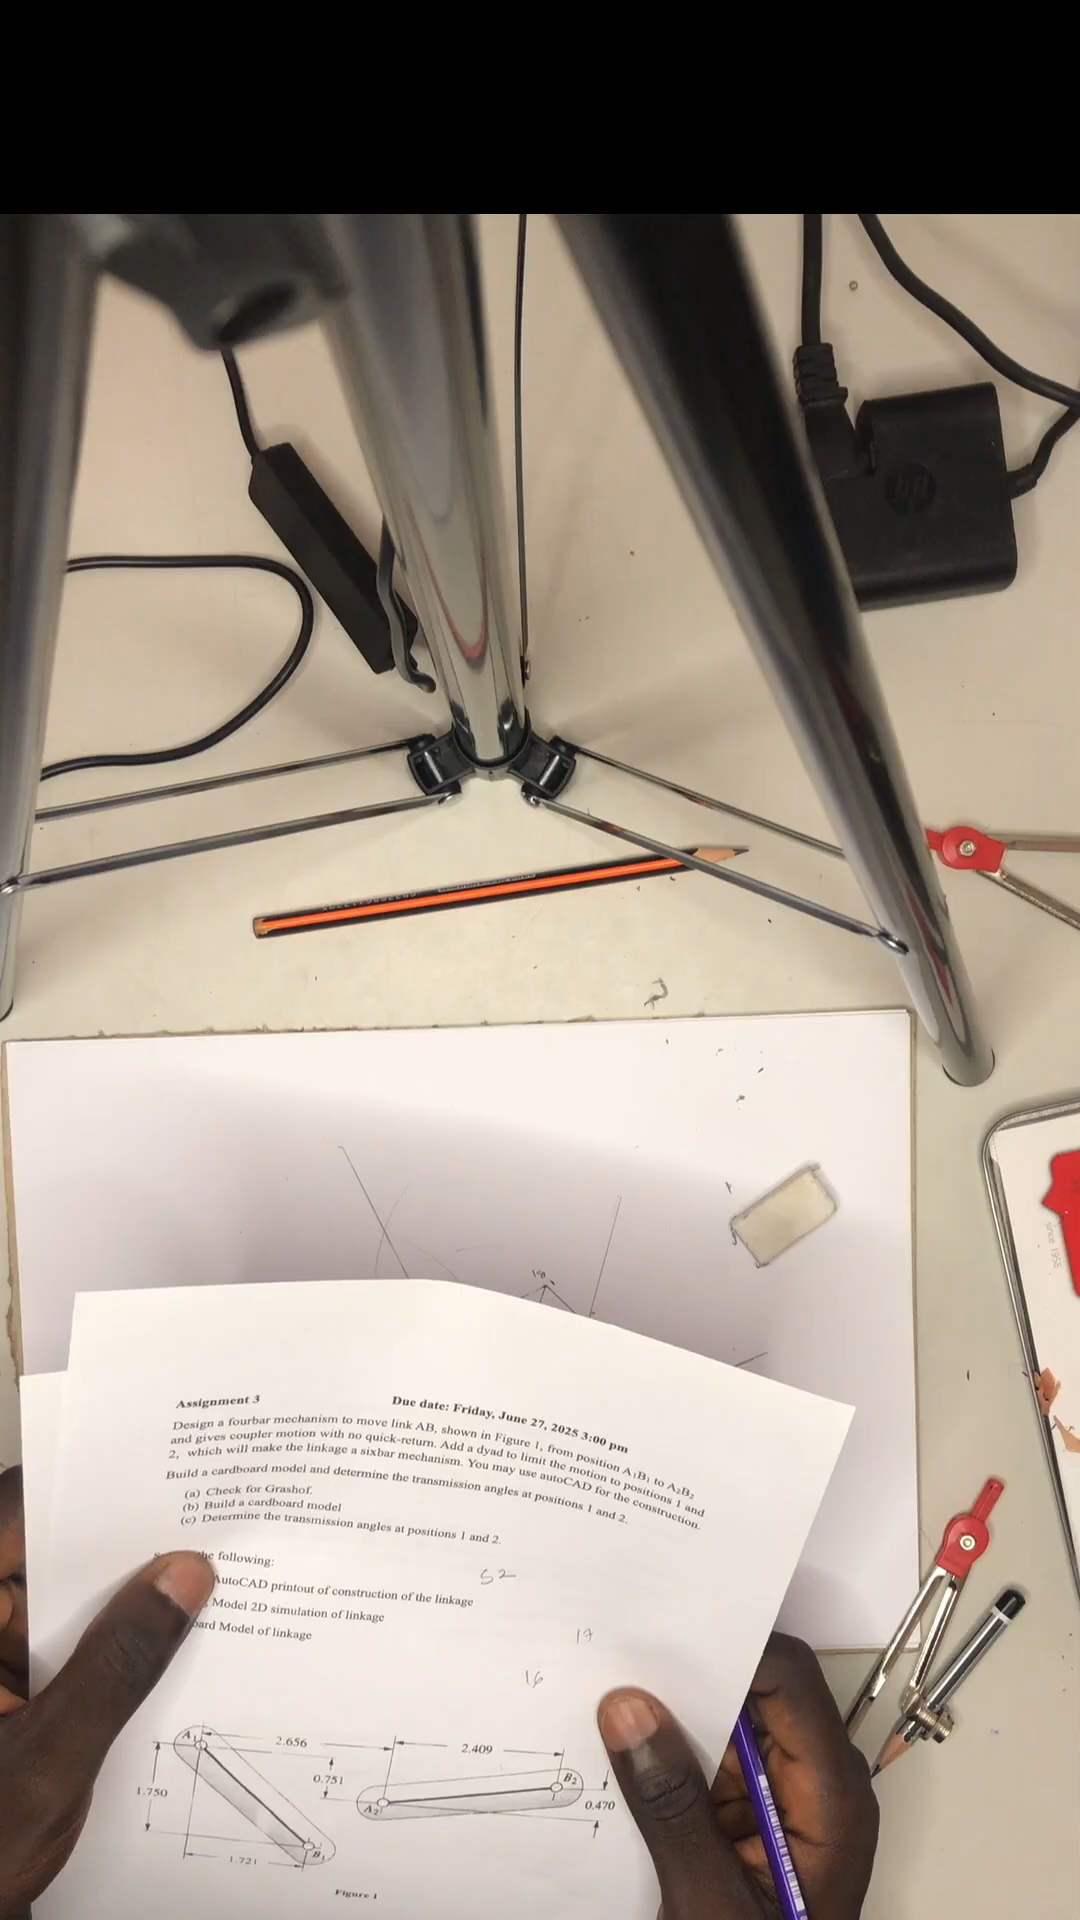 Assignment 3
Due date: Friday, June 27, 2025 3:00 pm
Design a fourbar mechanism to move link AB, shown in Figure 1, from position A₁B₁ to A₂B₂
and gives coupler motion with no quick-return. Add a dyad to limit the motion to positions 1 and
2, which will make the linkage a sixbar mechanism. You may use autoCAD for the construction.
Build a cardboard model and determine the transmission angles at positions 1 and 2.
(a) Check for Grashof.
(b) Build a cardboard model
(c) Determine the transmission angles at positions 1 and 2.
the following:
AutoCAD printout of construction of the linkage
Model 2D simulation of linkage
Model of linkage
52
17
16
A₁
2.656
2.409
0.751
B₂
1.750
A₂
0.470
B₁
1.721
Figure 1
hp
since 1958